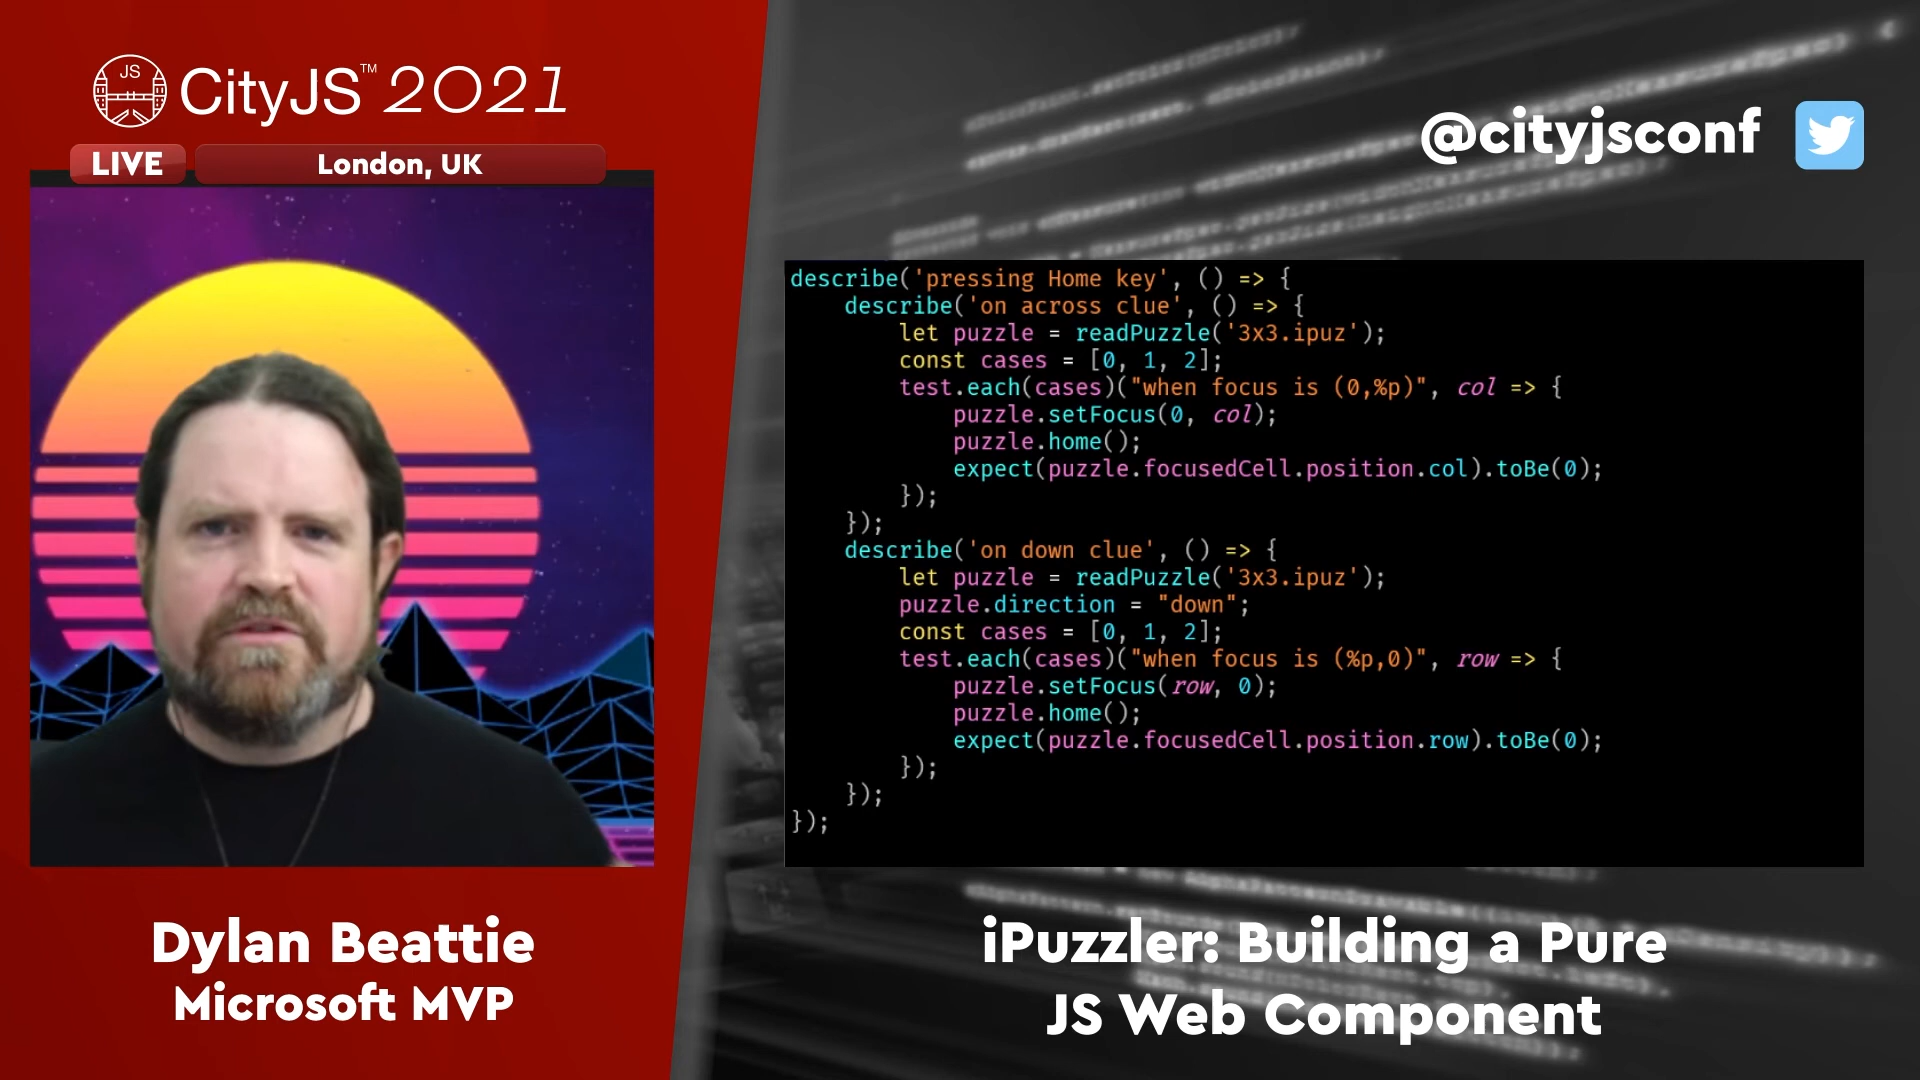 JS
CityJS™ 2021
LIVE
London, UK
@cityjsconf
describe('pressing Home key', () => {
    describe('on across clue', () => {
        let puzzle = readPuzzle('3x3.ipuz');
        const cases = [0, 1, 2];
        test.each(cases)("when focus is (0,%p)", col => {
            puzzle.setFocus(0, col);
            puzzle.home();
            expect(puzzle.focusedCell.position.col).toBe(0);
        });
    });
    describe('on down clue', () => {
        let puzzle = readPuzzle('3x3.ipuz');
        puzzle.direction = "down";
        const cases = [0, 1, 2];
        test.each(cases)("when focus is (%p,0)", row => {
            puzzle.setFocus(row, 0);
            puzzle.home();
            expect(puzzle.focusedCell.position.row).toBe(0);
        });
    });
});
Dylan Beattie
Microsoft MVP
iPuzzler: Building a Pure
JS Web Component